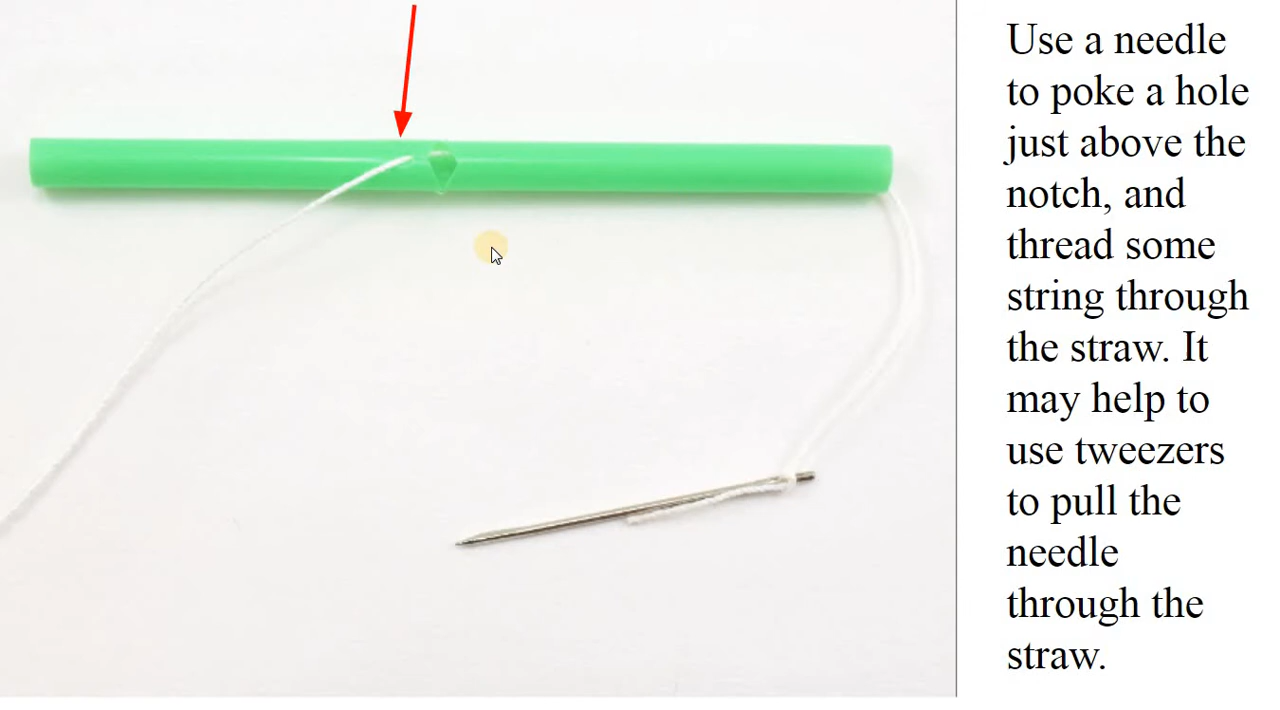 Use a needle
to poke a hole
just above the
notch, and
thread some
string through
the straw. It
may help to
use tweezers
to pull the
needle
through the
straw.